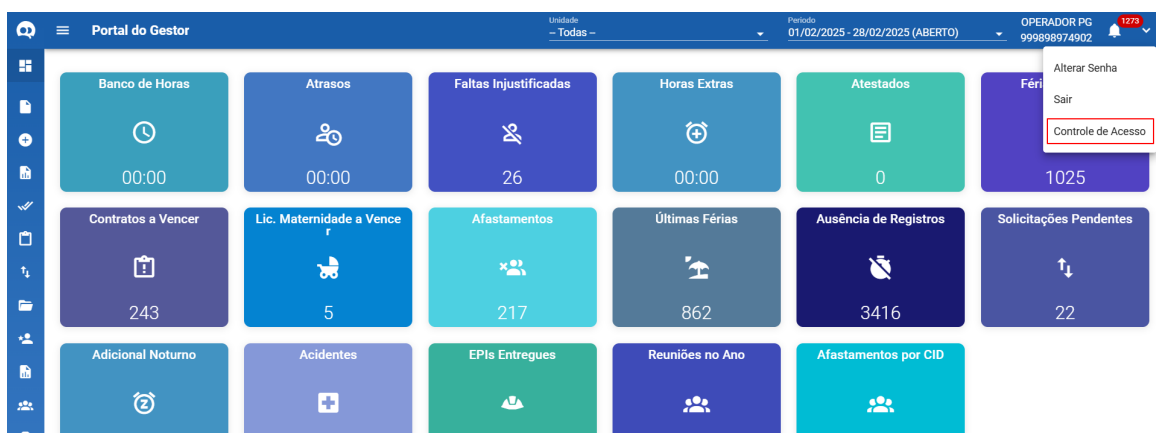 Portal do Gestor
Unidade
-- Todas --
Periodo
01/02/2025 - 28/02/2025 (ABERTO)
OPERADOR PG
999898974902
1273
Alterar Senha
Sair
Controle de Acesso
Banco de Horas
00:00
Atrasos
00:00
Faltas Injustificadas
26
Horas Extras
00:00
Atestados
0
Féri
1025
Contratos a Vencer
243
Lic. Maternidade a Vence
r
5
Afastamentos
217
Últimas Férias
862
Ausência de Registros
3416
Solicitações Pendentes
22
Adicional Noturno
Acidentes
EPIs Entregues
Reuniões no Ano
Afastamentos por CID